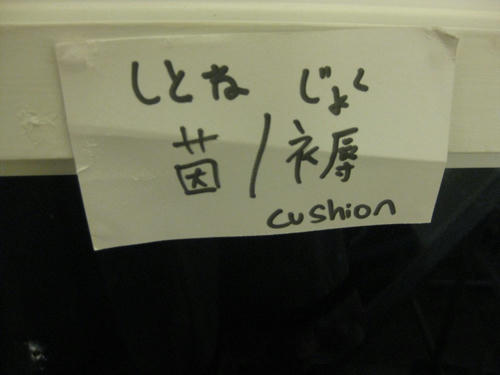 しとね じょく
茵/褥
cushion